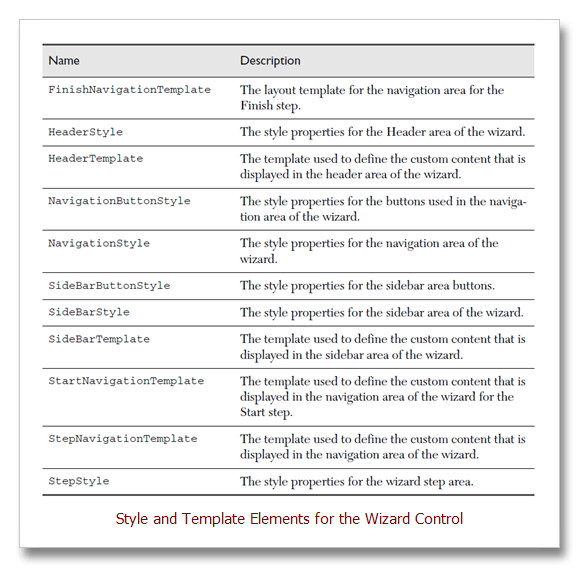 Name Description
FinishNavigationTemplate The layout template for the navigation area for the
Finish step.
HeaderStyle The style properties for the Header area of the wizard.
HeaderTemplate The template used to define the custom content that is
displayed in the header area of the wizard.
NavigationButtonStyle The style properties for the buttons used in the naviga-
tion area of the wizard.
NavigationStyle The style properties for the navigation area of the
wizard.
SideBarButtonStyle The style properties for the sidebar area buttons.
SideBarStyle The style properties for the sidebar area of the wizard.
SideBarTemplate The template used to define the custom content that is
displayed in the sidebar area of the wizard.
StartNavigationTemplate The template used to define the custom content that is
displayed in the navigation area of the wizard for the
Start step.
StepNavigationTemplate The template used to define the custom content that is
displayed in the navigation area of the wizard.
StepStyle The style properties for the wizard step area.
Style and Template Elements for the Wizard Control